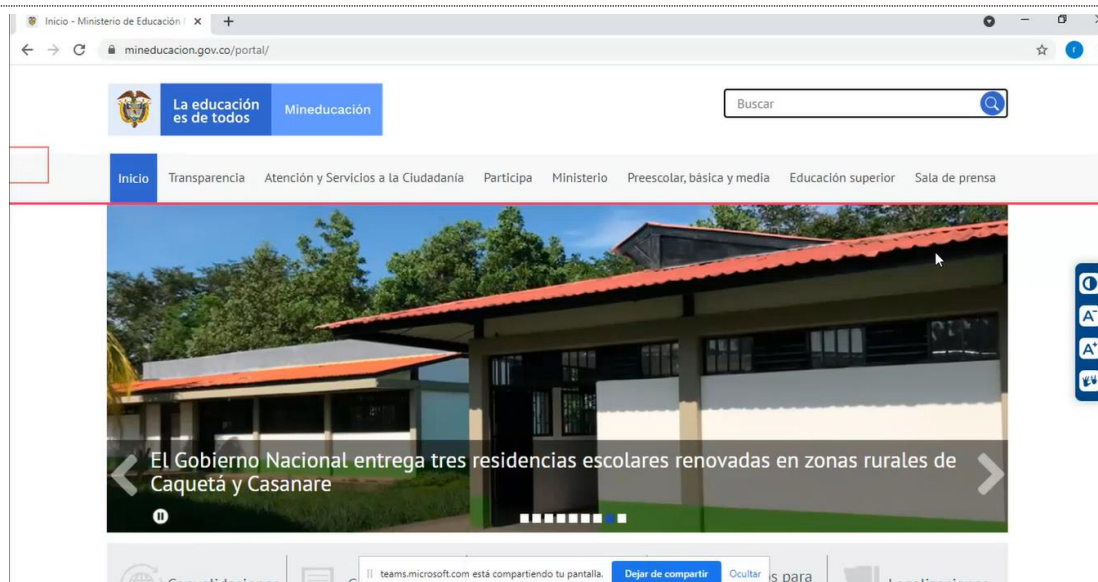 Inicio - Ministerio de Educación
mineducacion.gov.co/portal/
r
La educación
es de todos
Mineducación
Buscar
Inicio Transparencia Atención y Servicios a la Ciudadanía Participa Ministerio Preescolar, básica y media Educación superior Sala de prensa
A-
A+
El Gobierno Nacional entrega tres residencias escolares renovadas en zonas rurales de
Caquetá y Casanare
teams.microsoft.com está compartiendo tu pantalla. Dejar de compartir Ocultar
s para